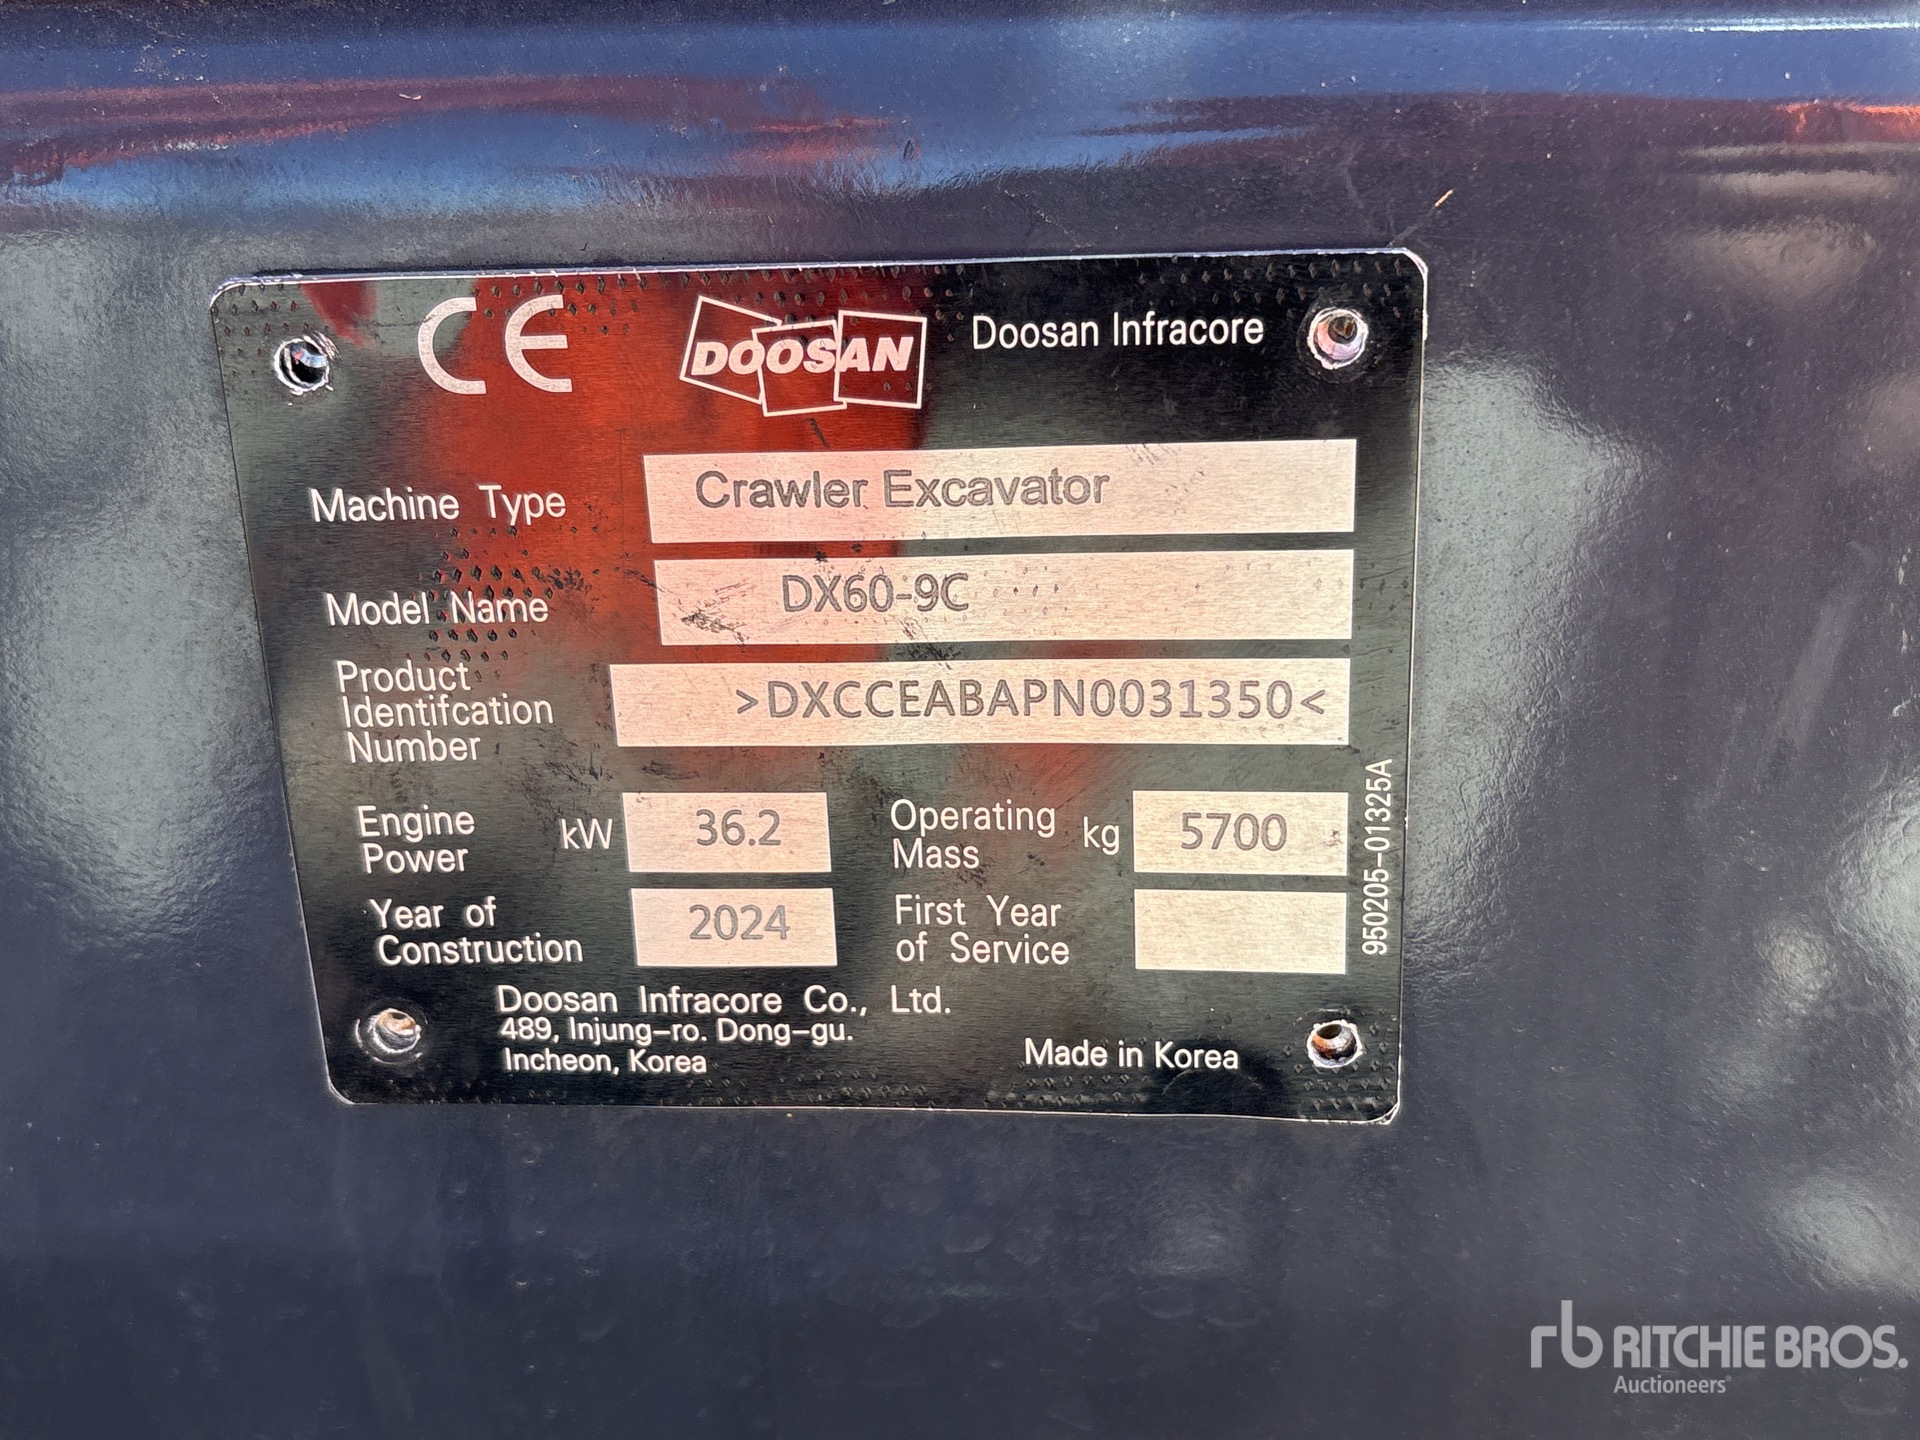 CE DOOSAN Doosan Infracore
Machine Type Crawler Excavator
Model Name DX60-9C
Product
Identifcation
Number
>DXCCEABAPN0031350<
Engine
Power
kW 36.2
Operating
Mass
kg 5700
Year of
Construction
2024
First Year
of Service
Doosan Infracore Co., Ltd.
489, Injung-ro. Dong-gu.
Incheon, Korea
Made in Korea
950205-01325A
rb RITCHIE BROS.
Auctioneers